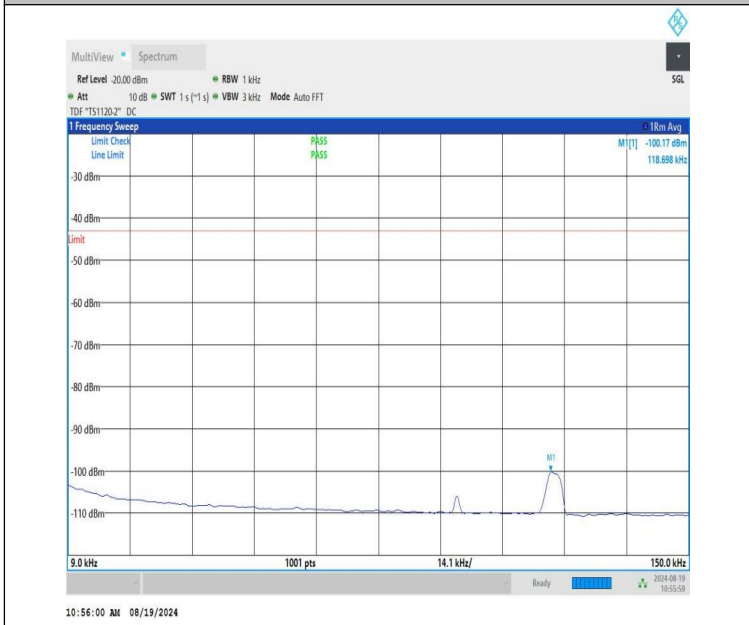 R S
MultiView Spectrum
Ref Level -20.00 dBm RBW 1 kHz SGL
Att 10 dB SWT 1 s (~1 s) VBW 3 kHz Mode Auto FFT
TDF "TS1120-2" DC
1 Frequency Sweep 1Rm Avg
Limit Check PASS M1[1] -100.17 dBm
Line Limit PASS 118.698 kHz
-30 dBm
-40 dBm
Limit
-50 dBm
-60 dBm
-70 dBm
-80 dBm
-90 dBm
M1
-100 dBm
-110 dBm
9.0 kHz 1001 pts 14.1 kHz/ 150.0 kHz
Ready 2024-08-19
10:55:59
10:56:00 AM 08/19/2024